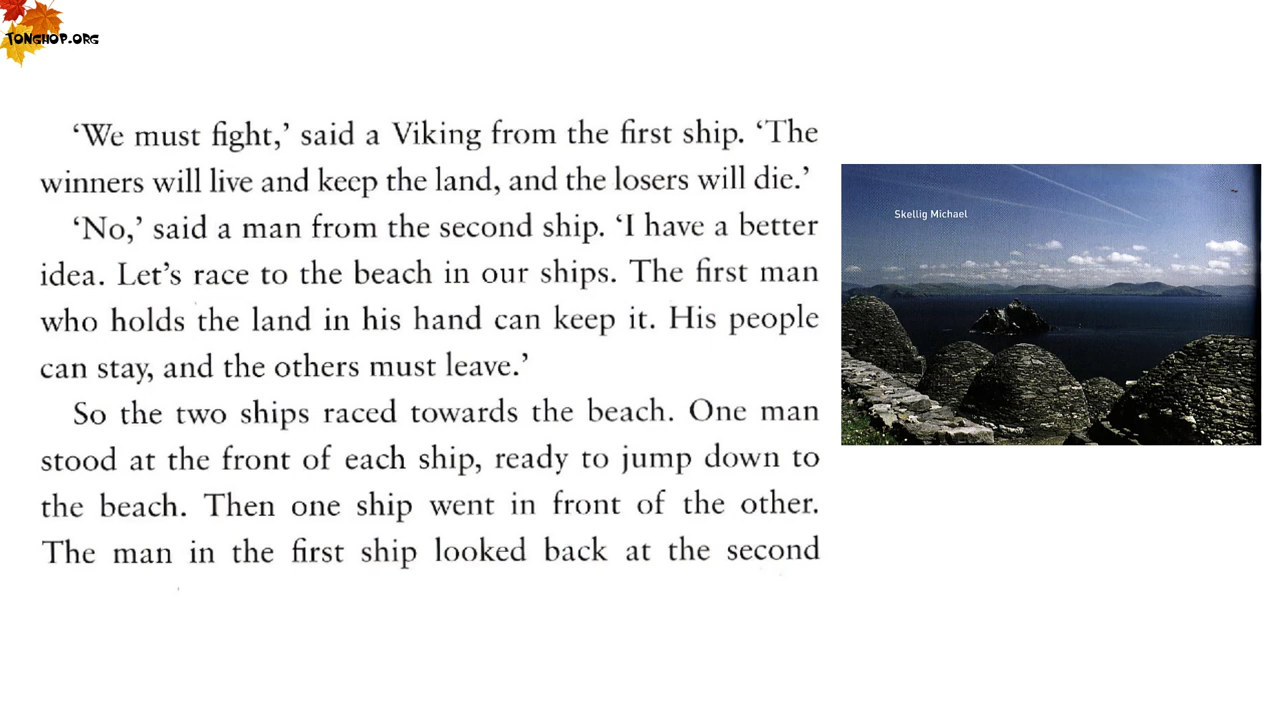 TONGHOP.ORG
‘We must fight,’ said a Viking from the first ship. ‘The
winners will live and keep the land, and the losers will die.’
‘No,’ said a man from the second ship. ‘I have a better
idea. Let’s race to the beach in our ships. The first man
who holds the land in his hand can keep it. His people
can stay, and the others must leave.’
So the two ships raced towards the beach. One man
stood at the front of each ship, ready to jump down to
the beach. Then one ship went in front of the other.
The man in the first ship looked back at the second
Skellig Michael